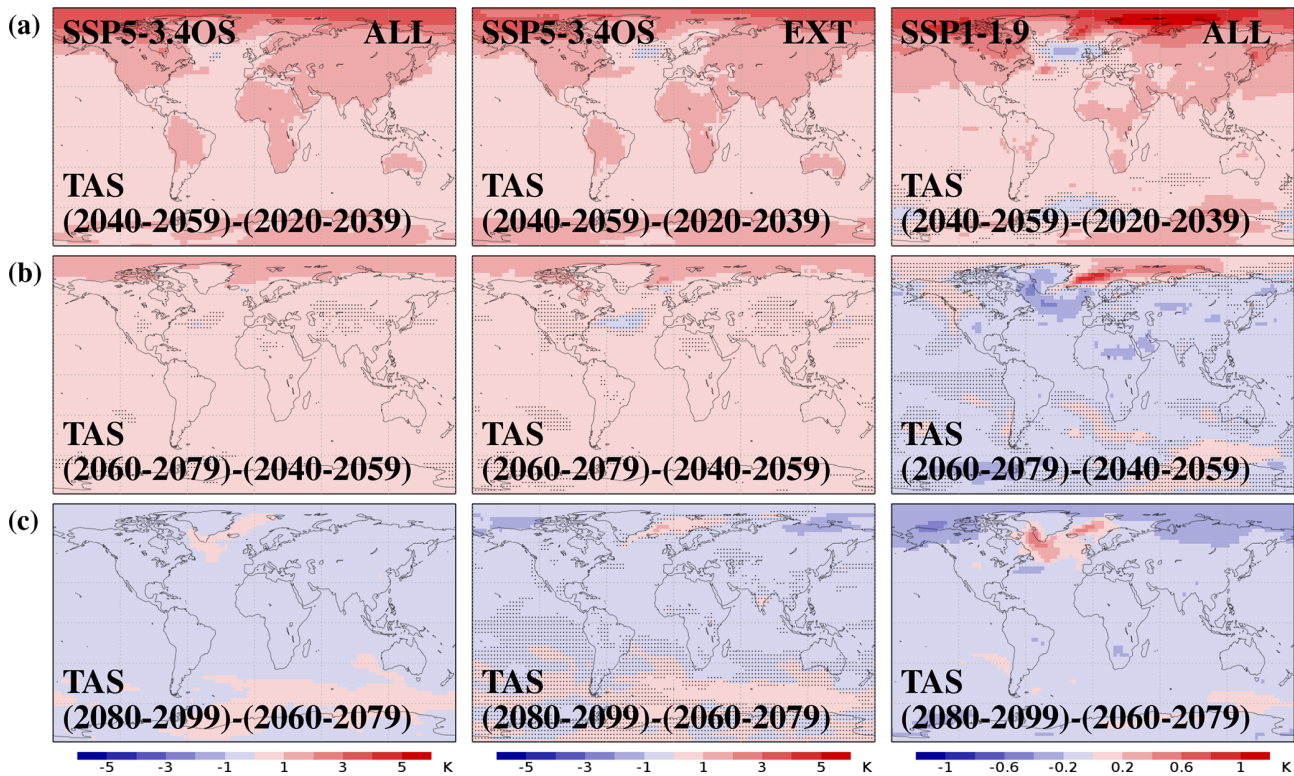 (a)
SSP5-3.4OS ALL
TAS
(2040-2059)-(2020-2039)
SSP5-3.4OS EXT
TAS
(2040-2059)-(2020-2039)
SSP1-1.9 ALL
TAS
(2040-2059)-(2020-2039)
(b)
TAS
(2060-2079)-(2040-2059)
TAS
(2060-2079)-(2040-2059)
TAS
(2060-2079)-(2040-2059)
(c)
TAS
(2080-2099)-(2060-2079)
TAS
(2080-2099)-(2060-2079)
TAS
(2080-2099)-(2060-2079)
-5 -3 -1 1 3 5 K
-5 -3 -1 1 3 5 K
-1 -0.6 -0.2 0.2 0.6 1 K